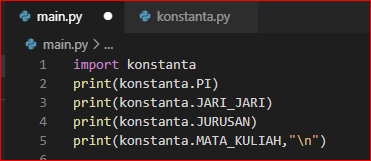 main.py ● konstanta.py
main.py > ...
1 import konstanta
2 print(konstanta.PI)
3 print(konstanta.JARI_JARI)
4 print(konstanta.JURUSAN)
5 print(konstanta.MATA_KULIAH,"\n")
6